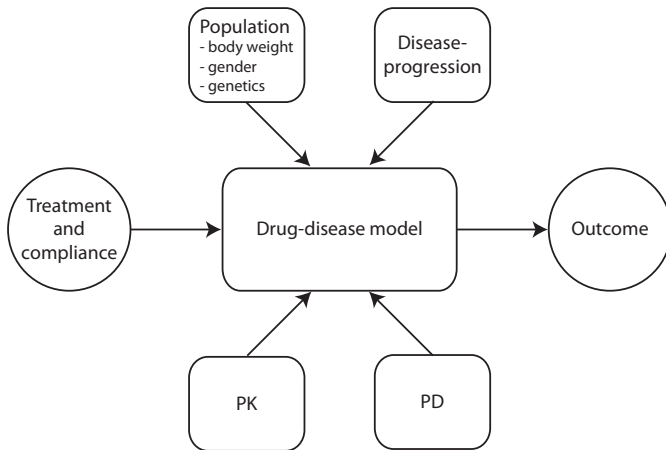 Population
- body weight
- gender
- genetics
Disease-
progression
Treatment
and
compliance
Drug-disease model
Outcome
PK
PD